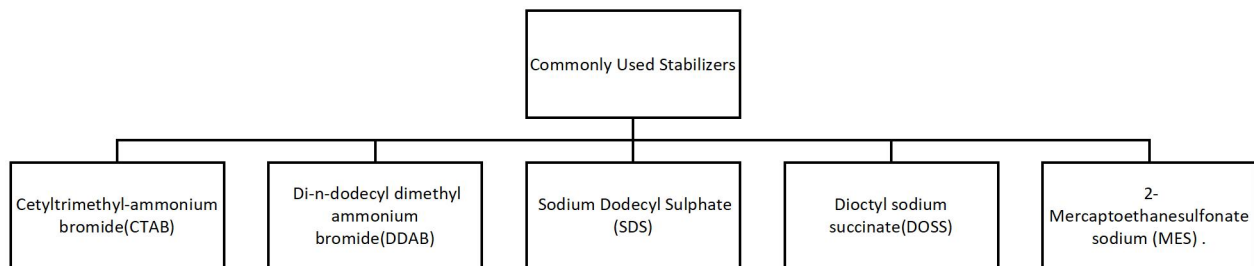 Commonly Used Stabilizers
Cetyltrimethyl-ammonium
bromide(CTAB)
Di-n-dodecyl dimethyl
ammonium
bromide(DDAB)
Sodium Dodecyl Sulphate
(SDS)
Dioctyl sodium
succinate(DOSS)
2-
Mercaptoethanesulfonate
sodium (MES) .